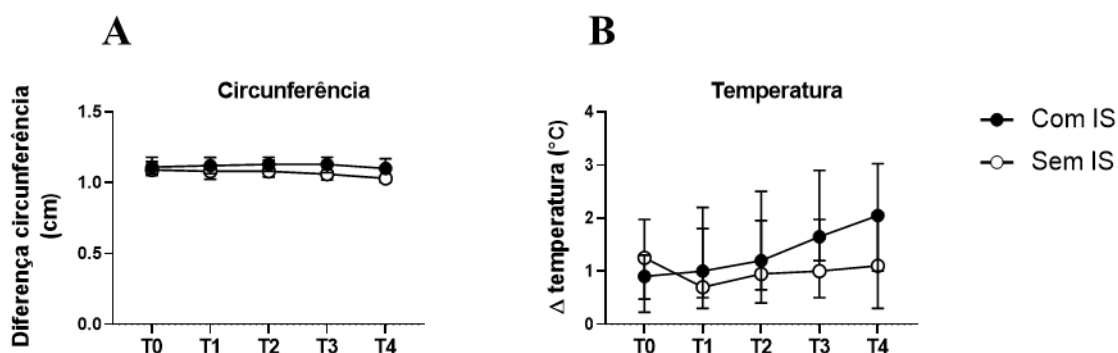 A
B
Circunferência
Temperatura
Diferença circunferência
(cm)
1.5
1.0
0.5
0.0
T0 T1 T2 T3 T4
Δ temperatura (°C)
4
3
2
1
0
T0 T1 T2 T3 T4
Com IS
Sem IS